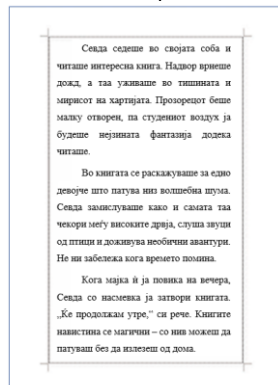 Севда седеше во својата соба и
читаше интересна книга. Надвор врнеше
дожд, а таа уживаше во тишината и
мирисот на хартијата. Прозорецот беше
малку отворен, па студениот воздух ја
будеше нејзината фантазија додека
читаше.
Во книгата се раскажуваше за едно
девојче што патува низ волшебна шума.
Севда замислуваше како и самата таа
чекори меѓу високите дрвја, слуша звуци
од птици и доживува необични авантури.
Не ни забележа кога времето помина.
Кога мајка ѝ ја повика на вечера,
Севда со насмевка ја затвори книгата.
„Ќе продолжам утре,“ си рече. Книгите
навистина се магични – со нив можеш да
патуваш без да излезеш од дома.